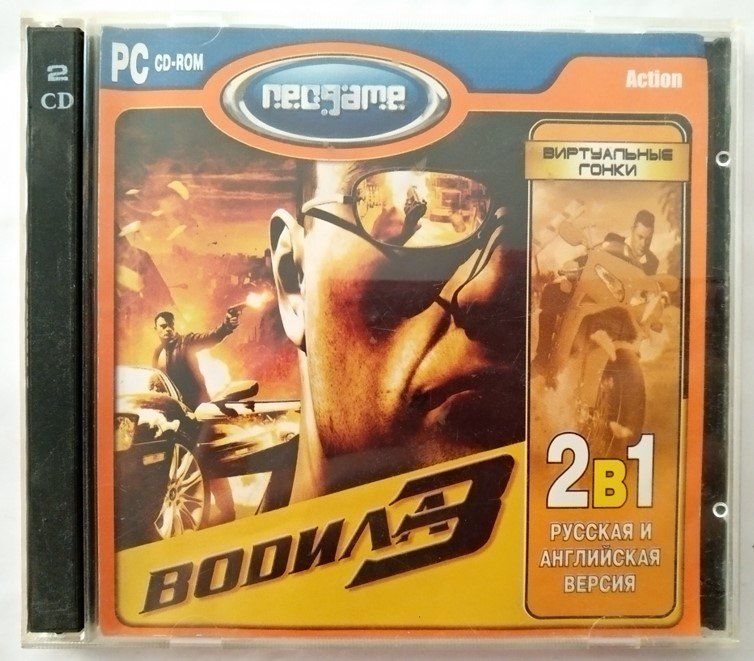 2
CD
PC CD-ROM
neogame
Action
ВИРТУАЛЬНЫЕ
ГОНКИ
ВОДИЛА 3
2в1
РУССКАЯ И
АНГЛИЙСКАЯ
ВЕРСИЯ